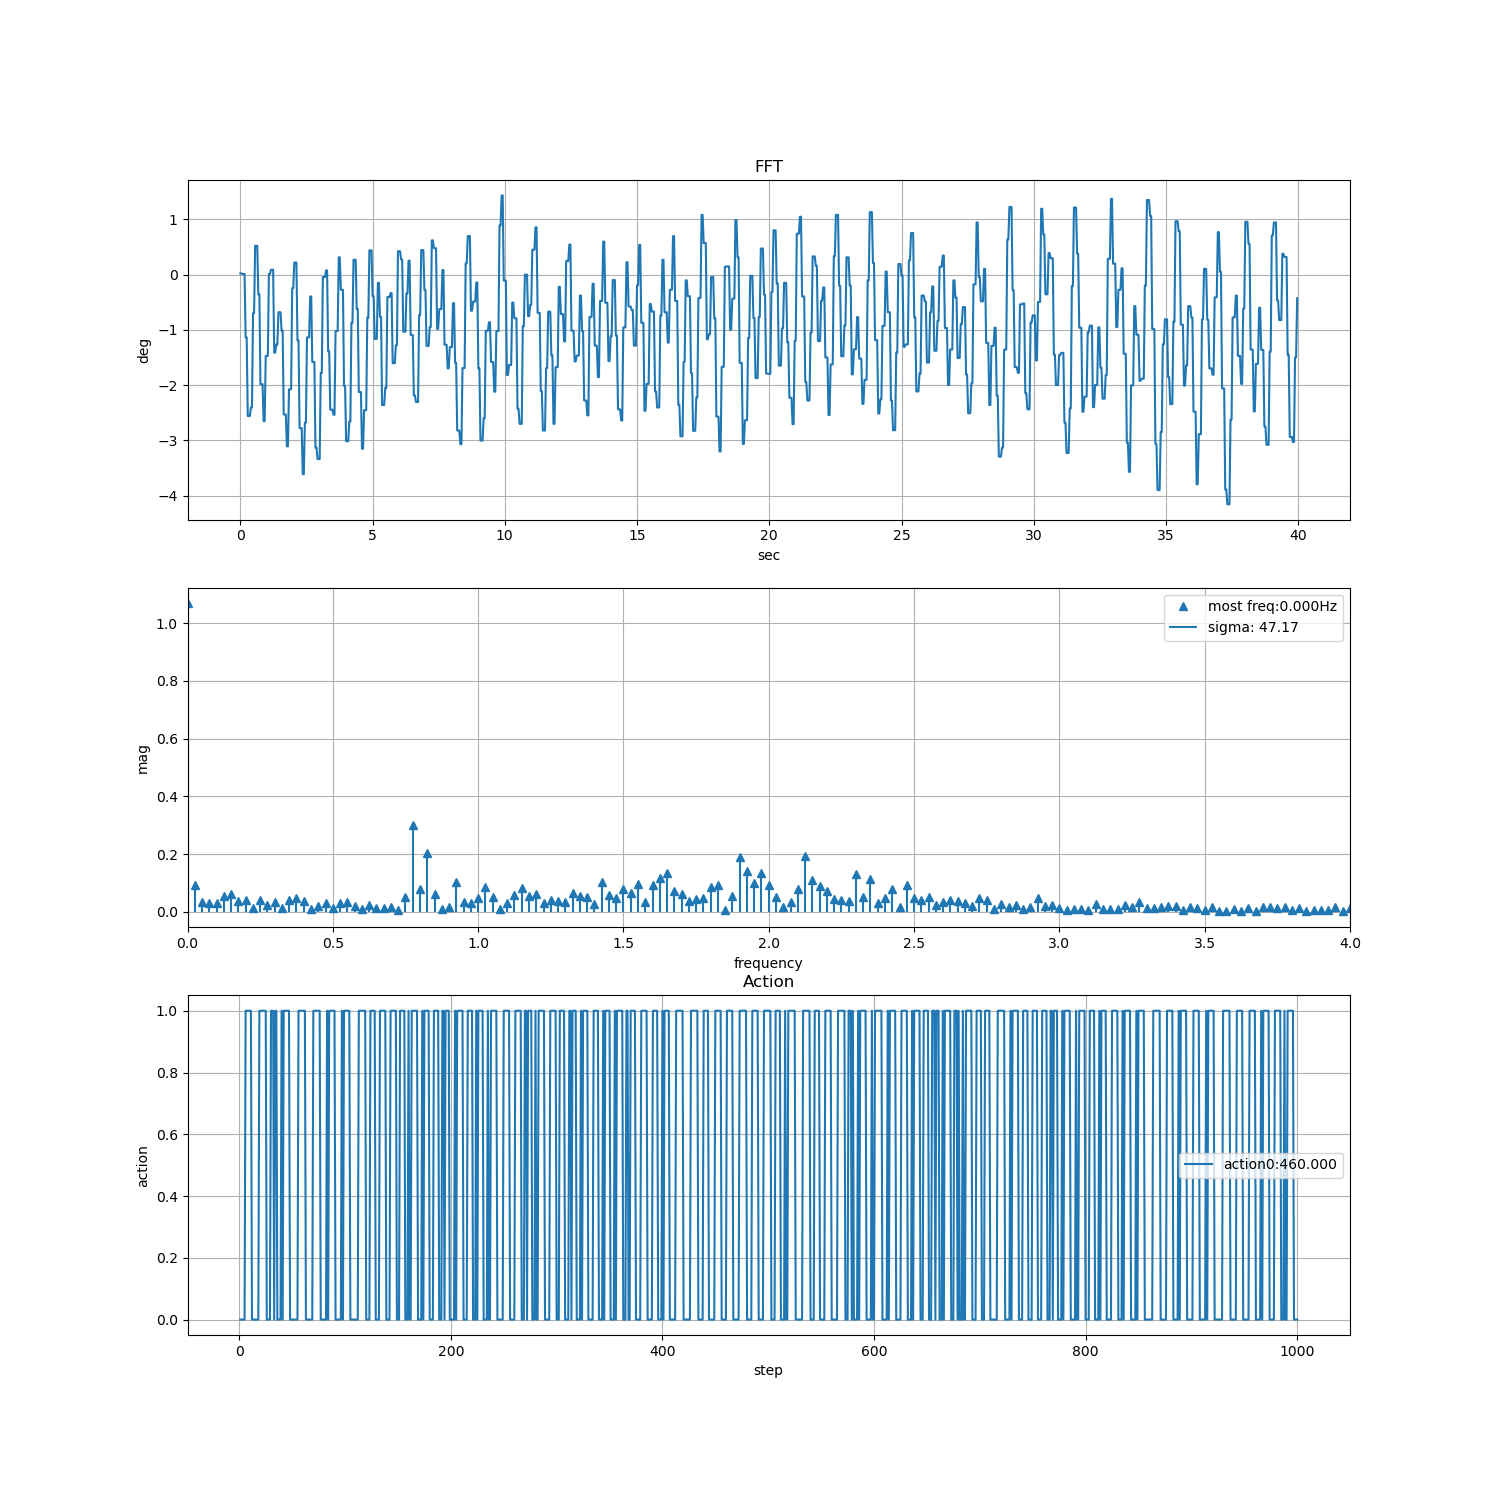 FFT
1
0
−1
−2
−3
−4
deg
0 5 10 15 20 25 30 35 40
sec
most freq:0.000Hz
sigma: 47.17
1.0
0.8
0.6
0.4
0.2
0.0
mag
0.0 0.5 1.0 1.5 2.0 2.5 3.0 3.5 4.0
frequency
Action
1.0
0.8
0.6
0.4
0.2
0.0
action
action0:460.000
0 200 400 600 800 1000
step